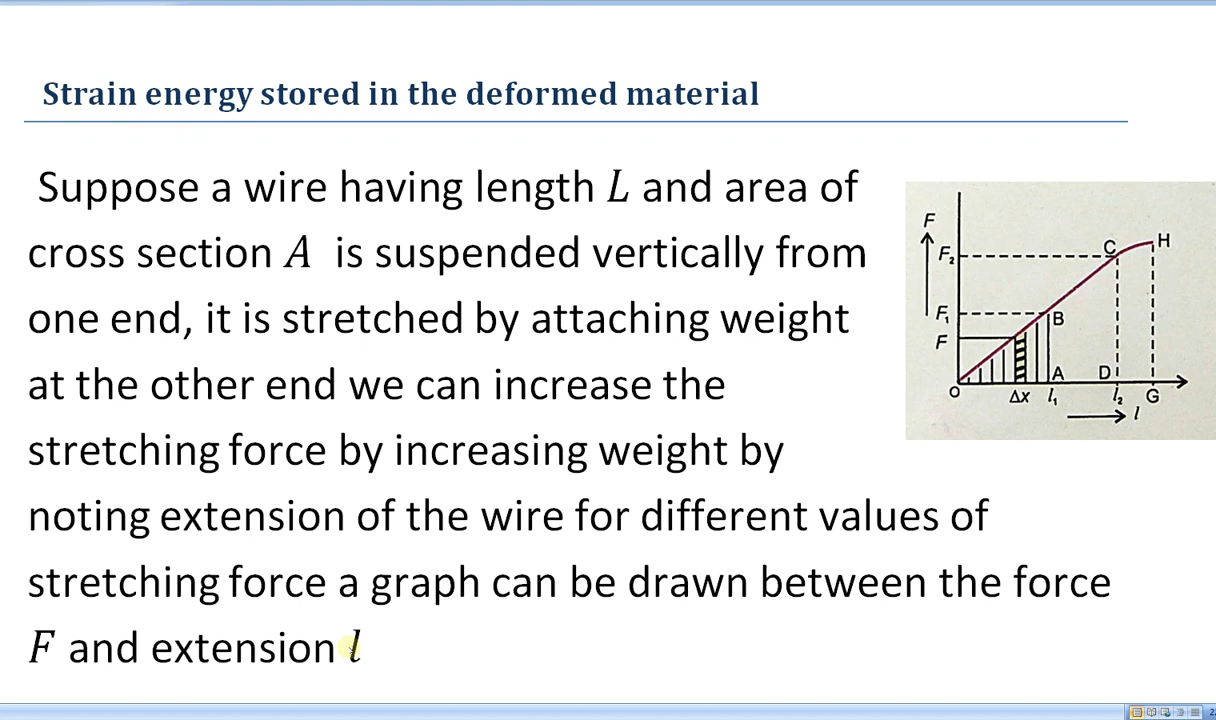 Strain energy stored in the deformed material
Suppose a wire having length L and area of
cross section A is suspended vertically from
one end, it is stretched by attaching weight
at the other end we can increase the
stretching force by increasing weight by
noting extension of the wire for different values of
stretching force a graph can be drawn between the force
F and extension l
F
F₂
F₁
F
C
H
B
A
D
O
Δx
l₁
l₂
G
l